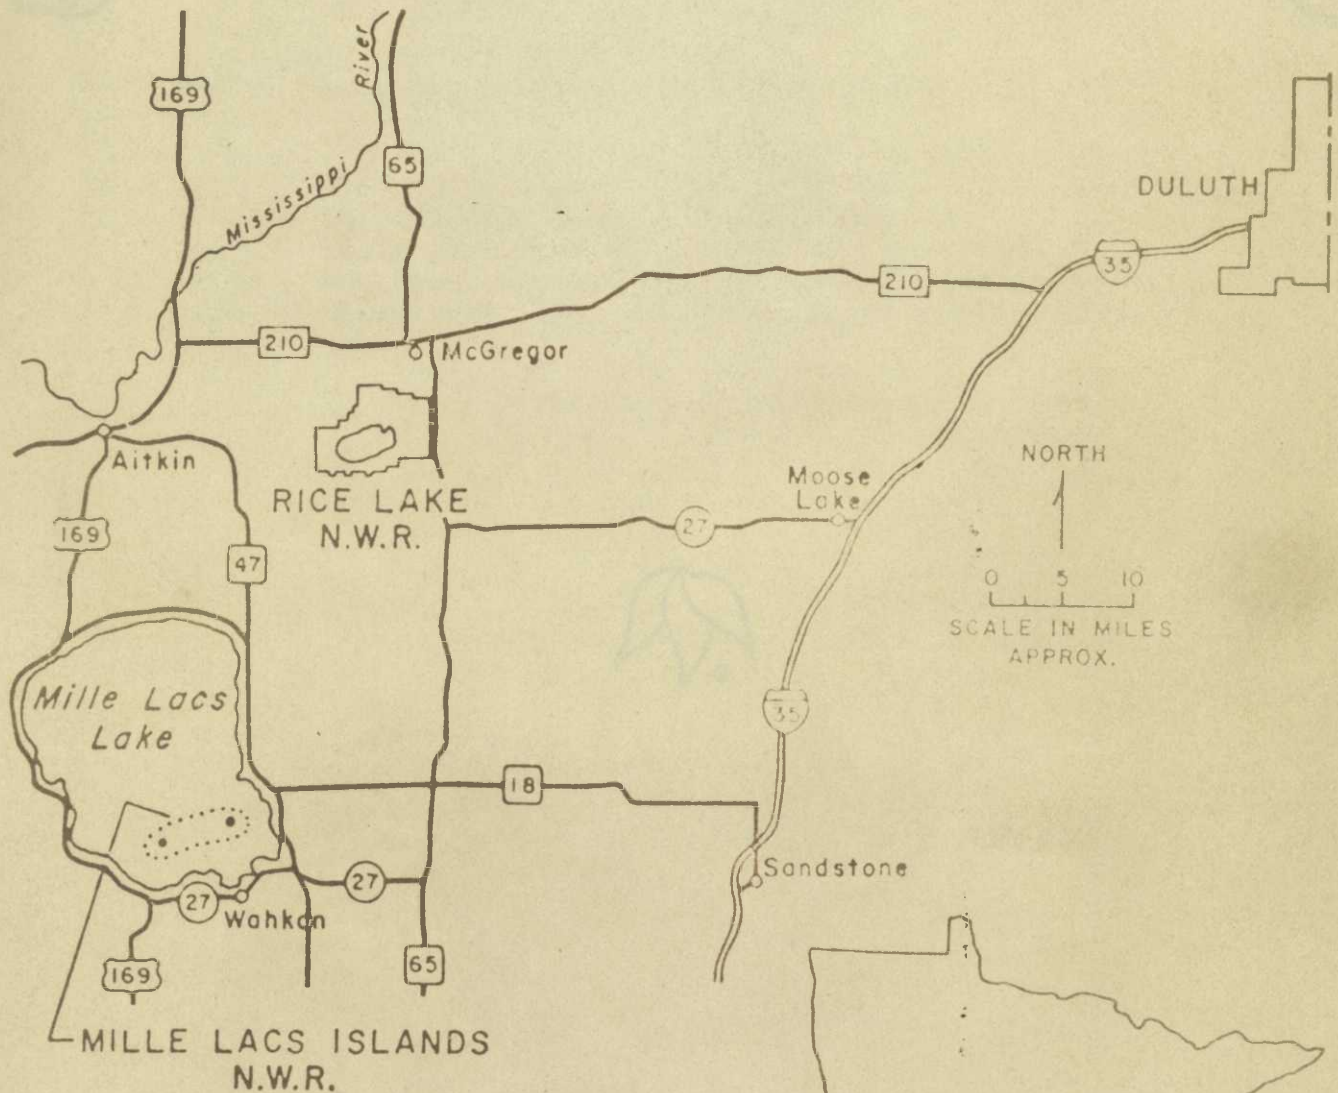 169
River
65
Mississippi
DULUTH
35
210
210
McGregor
Aitkin
RICE LAKE
N.W.R.
Moose
Lake
NORTH
27
169
47
0 5 10
SCALE IN MILES
APPROX.
Mille Lacs
Lake
35
18
Sandstone
27
27
Wahkon
169
65
MILLE LACS ISLANDS
N.W.R.